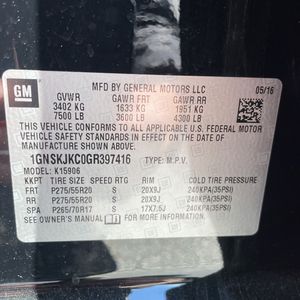 GM
MFD BY GENERAL MOTORS LLC
05/16
GVWR GAWR FRT GAWR RR
3402 KG 1633 KG 1951 KG
7500 LB 3600 LB 4300 LB
THIS VEHICLE CONFORMS TO ALL APPLICABLE U.S. FEDERAL MOTOR
VEHICLE SAFETY STANDARDS IN EFFECT ON THE DATE OF
MANUFACTURE SHOWN ABOVE.
1GNSKJKC0GR397416 TYPE: M.P.V.
MODEL: K15906
KKPT TIRE SIZE SPEED RIM COLD TIRE PRESSURE
FRT P275/55R20 S 20X9J 240KPA(35PSI)
RR P275/55R20 S 20X9J 240KPA(35PSI)
SPA P265/70R17 S 17X7.5J 240KPA(35PSI)
SEE OWNER'S MANUAL FOR MORE INFORMATION.